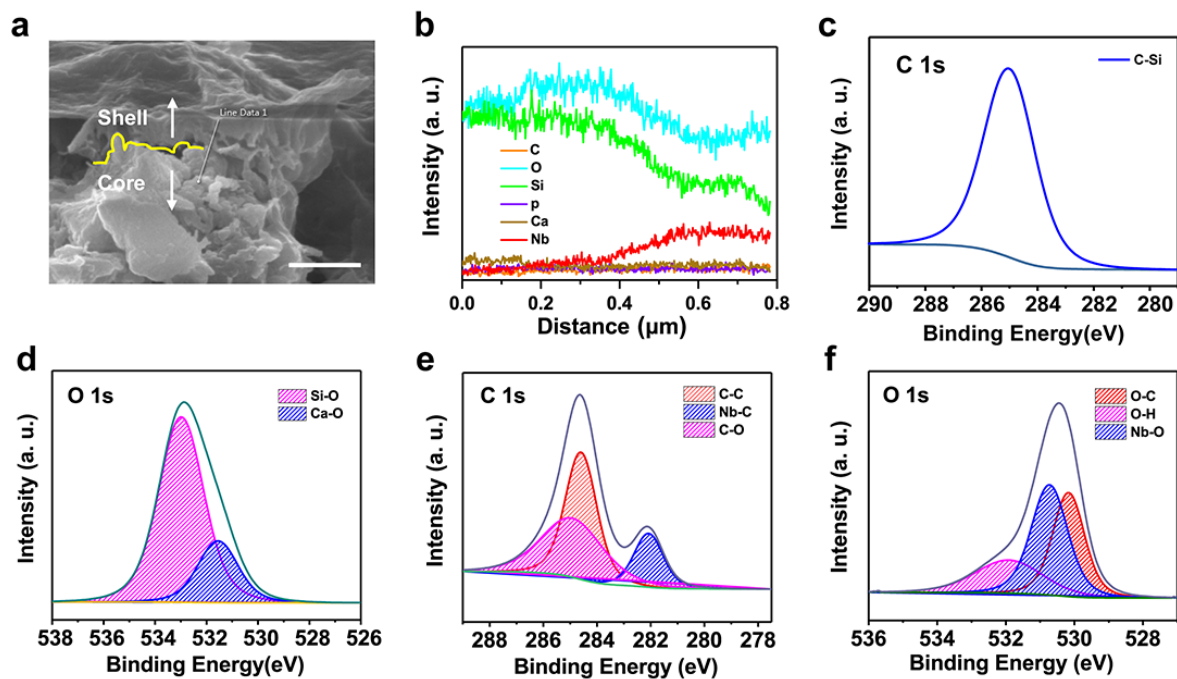 a
Shell
Core
Line Data 1
b
Intensity (a. u.)
C
O
Si
p
Ca
Nb
0.0 0.2 0.4 0.6 0.8
Distance (µm)
c
C 1s
C-Si
Intensity (a. u.)
290 288 286 284 282 280
Binding Energy(eV)
d
O 1s
Si-O
Ca-O
Intensity (a. u.)
538 536 534 532 530 528 526
Binding Energy(eV)
e
C 1s
C-C
Nb-C
C-O
Intensity (a. u.)
288 286 284 282 280 278
Binding Energy (eV)
f
O 1s
O-C
O-H
Nb-O
Intensity (a. u.)
536 534 532 530 528
Binding Energy (eV)